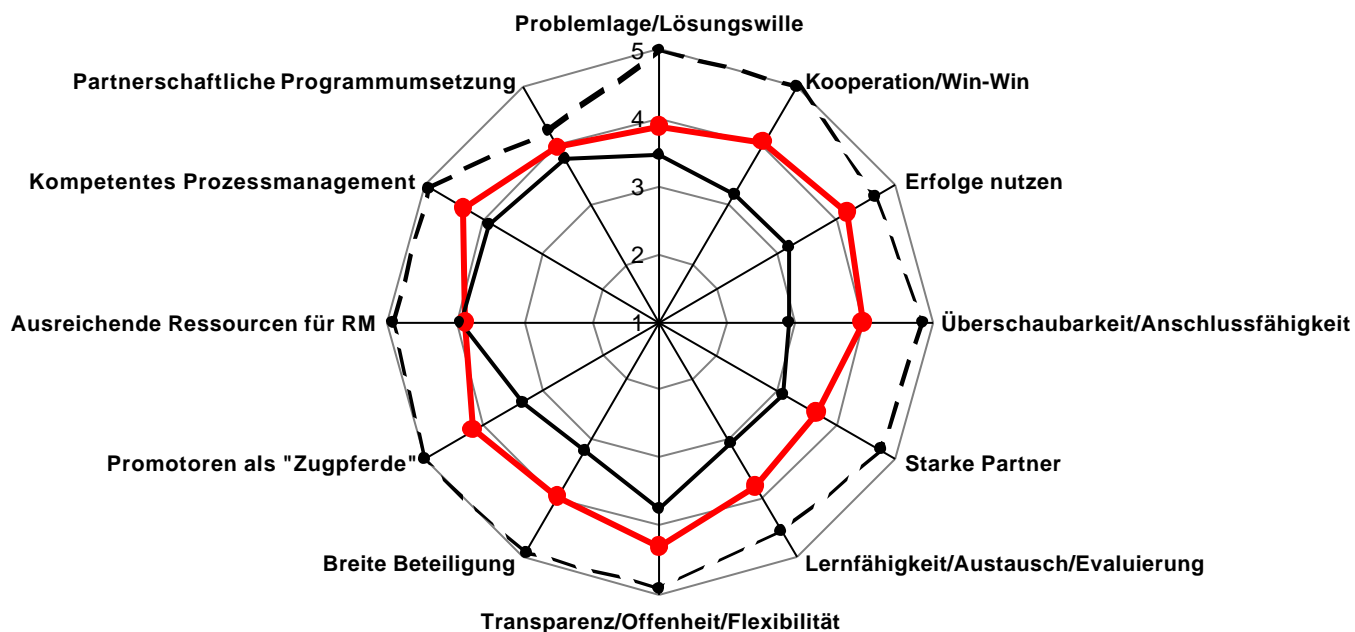 Problemlage/Lösungswille
5
Partnerschaftliche Programmumsetzung
Kooperation/Win-Win
4
Kompetentes Prozessmanagement
Erfolge nutzen
3
2
Ausreichende Ressourcen für RM
1
Überschaubarkeit/Anschlussfähigkeit
Promotoren als "Zugpferde"
Starke Partner
Breite Beteiligung
Lernfähigkeit/Austausch/Evaluierung
Transparenz/Offenheit/Flexibilität